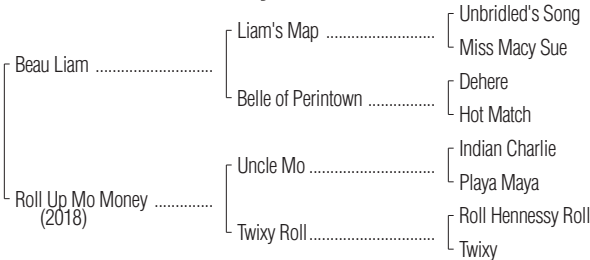 Unbridled's Song
Liam's Map ........................
Miss Macy Sue
Beau Liam ..........................
Dehere
Belle of Perintown ...............
Hot Match
Indian Charlie
Uncle Mo ...........................
Playa Maya
Roll Up Mo Money .............
(2018)
Roll Hennessy Roll
Twixy Roll............................
Twixy